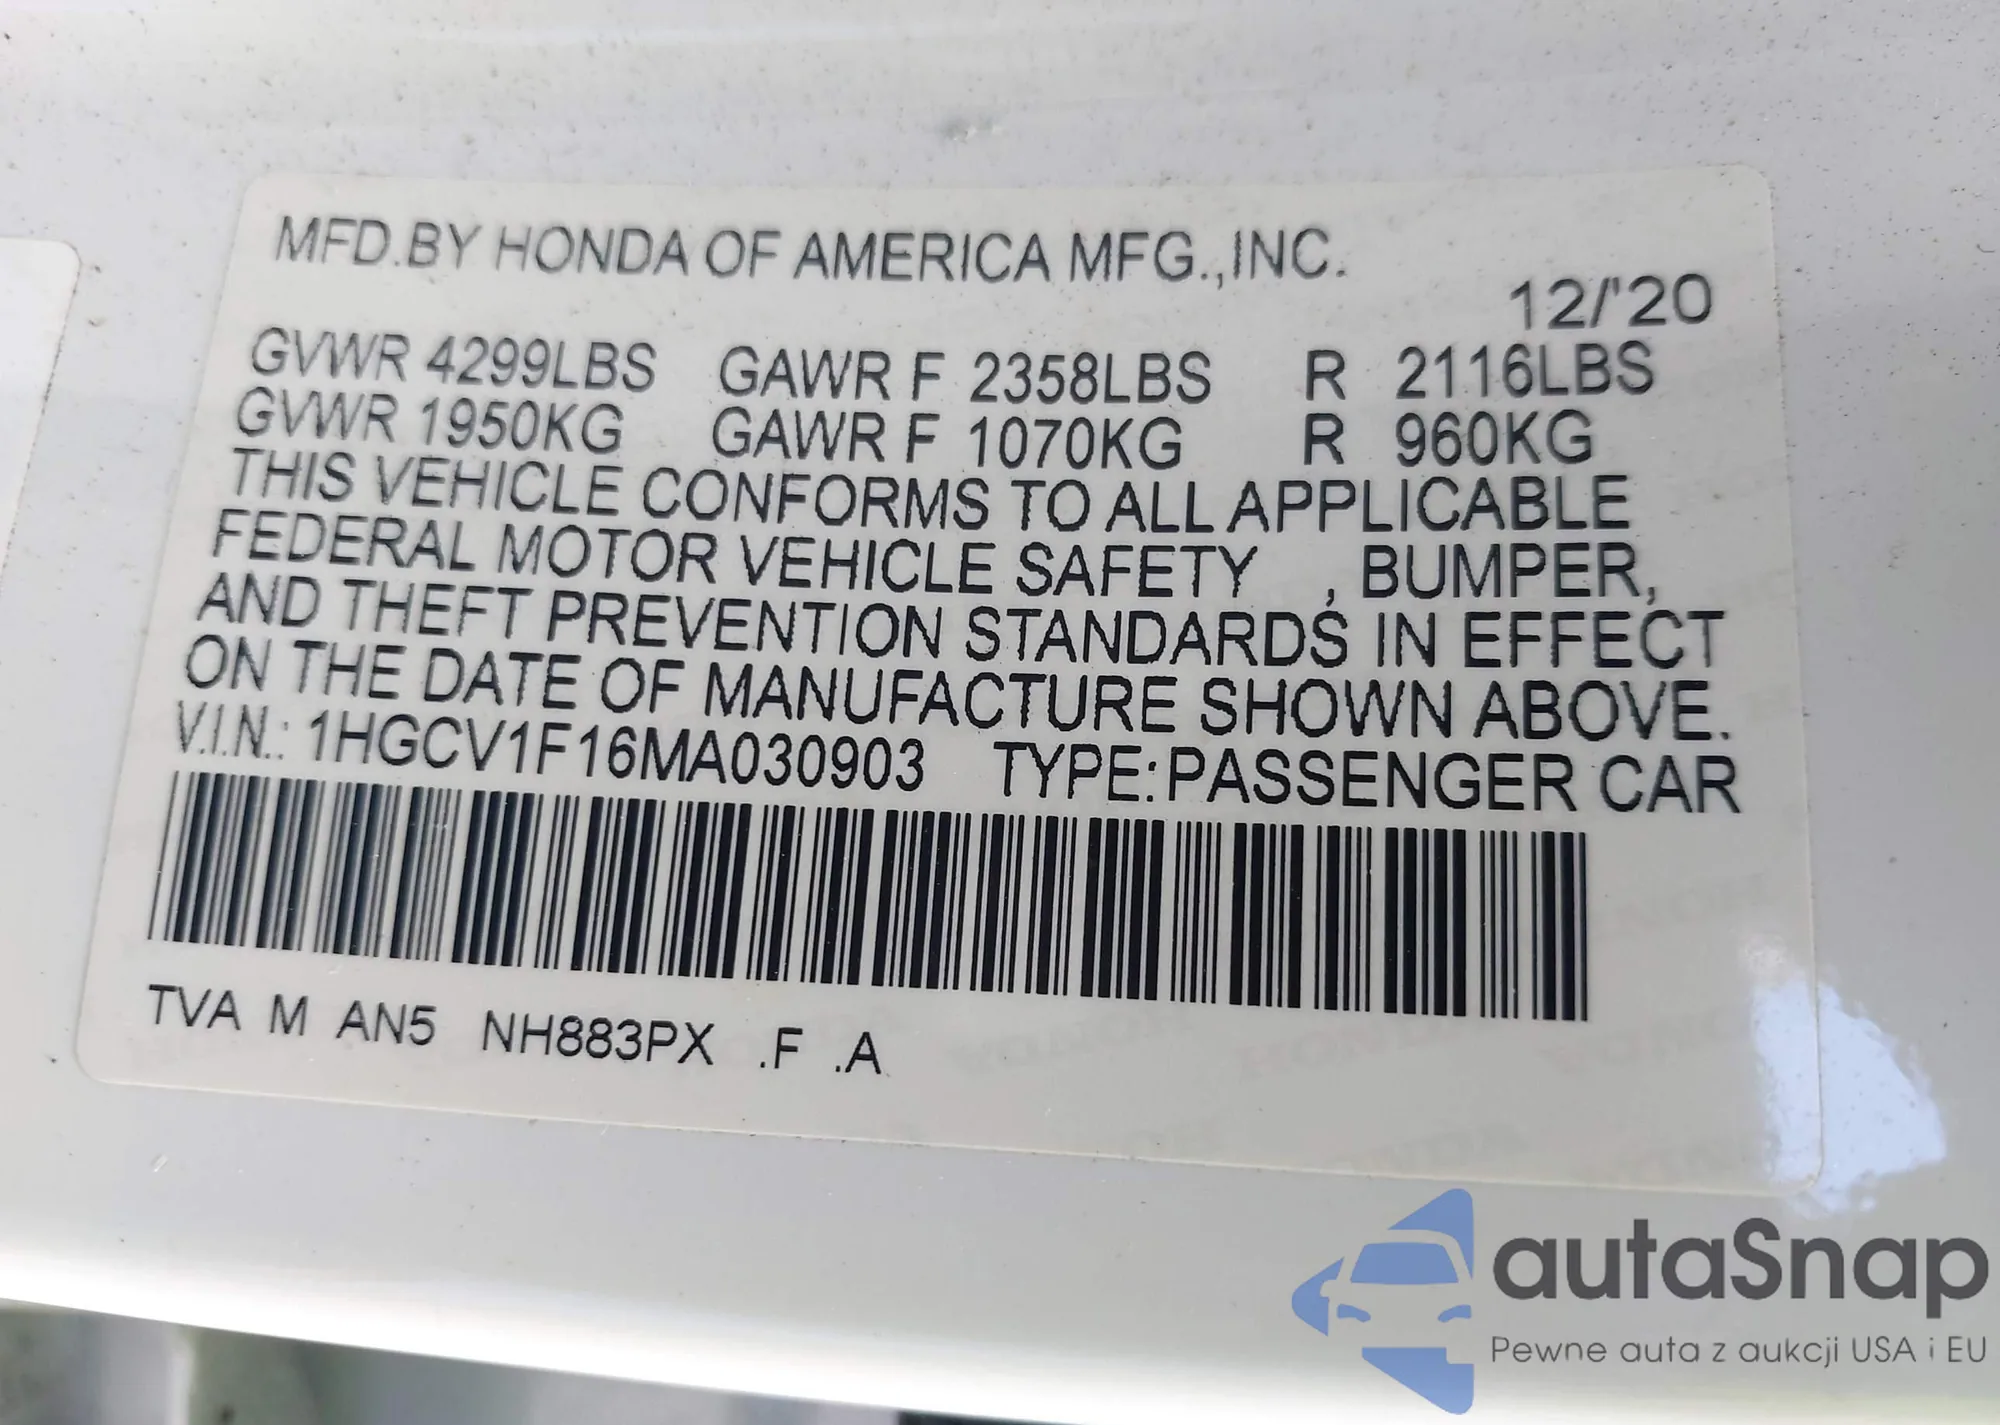 MFD.BY HONDA OF AMERICA MFG.,INC.
12/'20
GVWR 4299LBS GAWR F 2358LBS R 2116LBS
GVWR 1950KG GAWR F 1070KG R 960KG
THIS VEHICLE CONFORMS TO ALL APPLICABLE
FEDERAL MOTOR VEHICLE SAFETY , BUMPER,
AND THEFT PREVENTION STANDARDS IN EFFECT
ON THE DATE OF MANUFACTURE SHOWN ABOVE.
V.I.N.: 1HGCV1F16MA030903 TYPE:PASSENGER CAR
TVA M AN5 NH883PX .F .A
autaSnap
Pewne auta z aukcji USA i EU